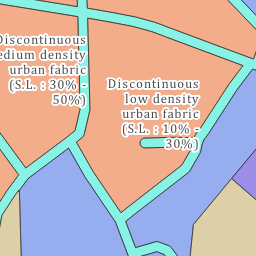 Discontinuous
edium density
urban fabric
(S.L. : 30% -
50%)
Discontinuous
low density
urban fabric
(S.L. : 10% -
30%)